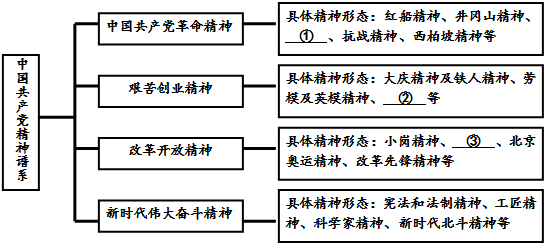 中国共产党精神谱系
中国共产党革命精神
具体精神形态：红船精神、井冈山精神、
①、抗战精神、西柏坡精神等
艰苦创业精神
具体精神形态：大庆精神及铁人精神、劳
模及英模精神、②等
改革开放精神
具体精神形态：小岗精神、③、北京
奥运精神、改革先锋精神等
新时代伟大奋斗精神
具体精神形态：宪法和法制精神、工匠精
神、科学家精神、新时代北斗精神等